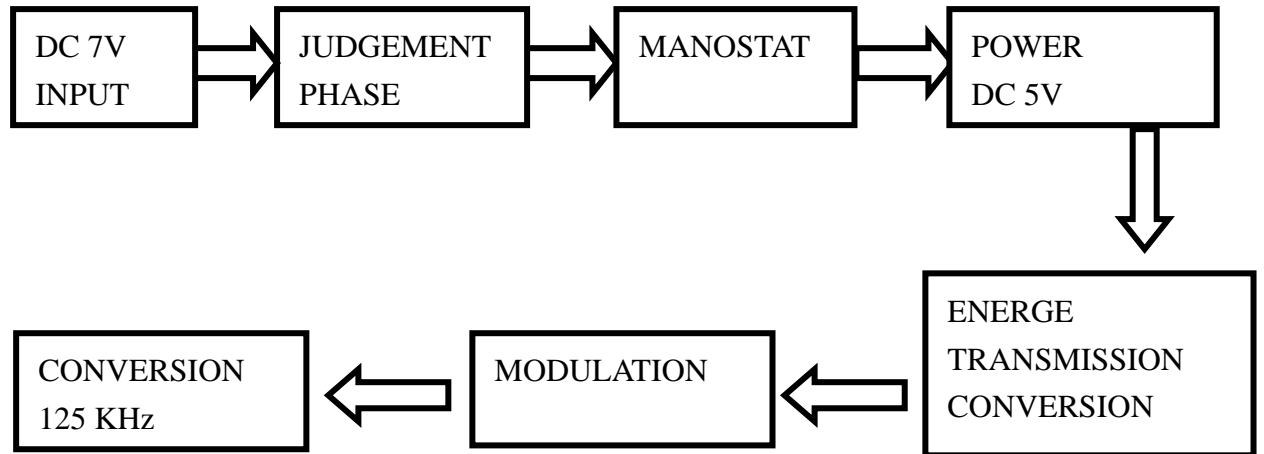 DC 7V
INPUT
JUDGEMENT
PHASE
MANOSTAT
POWER
DC 5V
ENERGE
TRANSMISSION
CONVERSION
MODULATION
CONVERSION
125 KHz